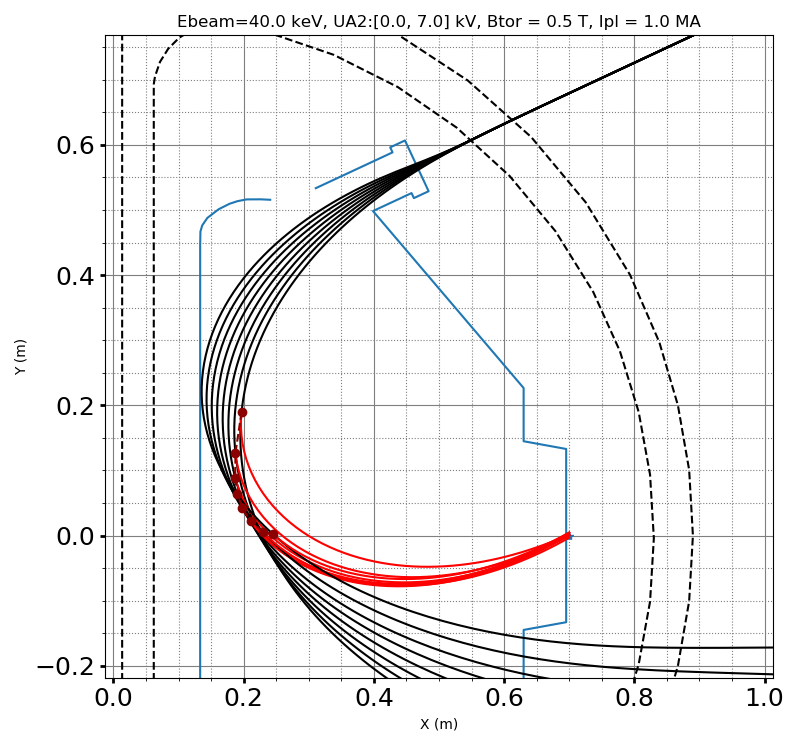 Ebeam=40.0 keV, UA2:[0.0, 7.0] kV, Btor = 0.5 T, Ipl = 1.0 MA
0.6
0.4
0.2
0.0
−0.2
Y (m)
0.0 0.2 0.4 0.6 0.8 1.0
X (m)